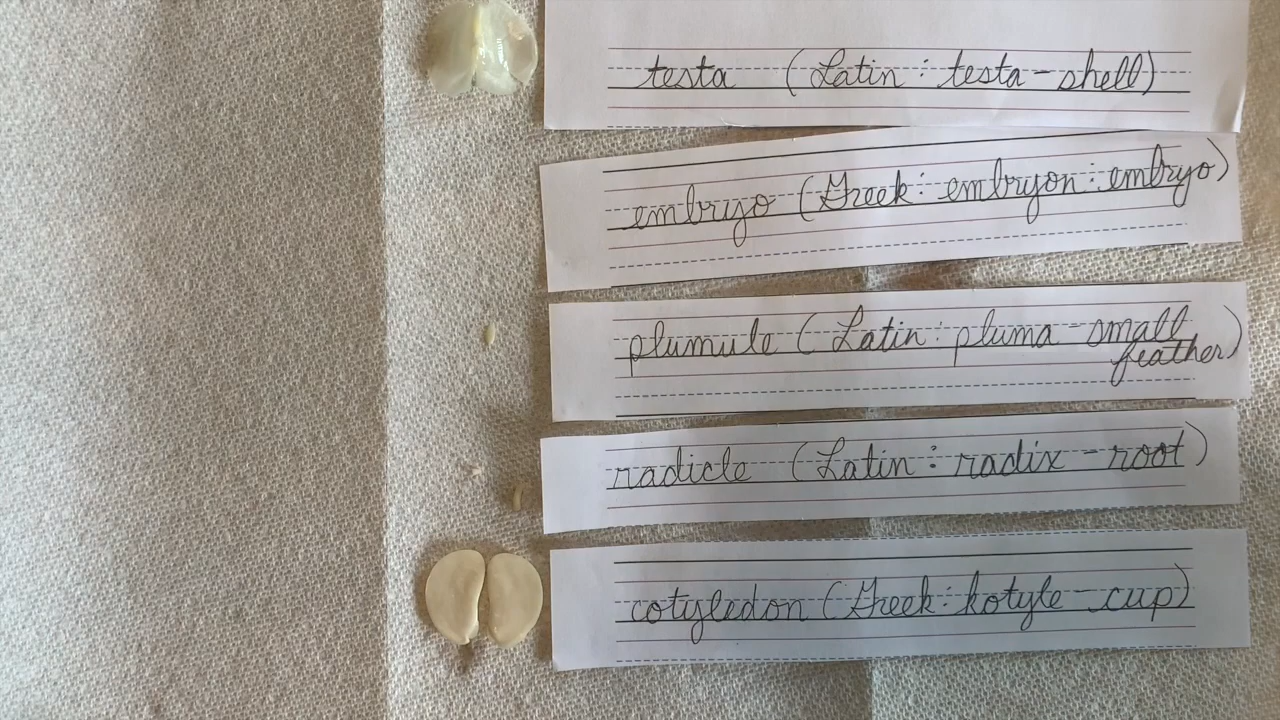 testa (Latin: testa - shell)
embryo (Greek: embryon: embryo)
plumule (Latin: pluma - small
feather)
radicle (Latin: radix - root)
cotyledon (Greek: kotyle - cup)